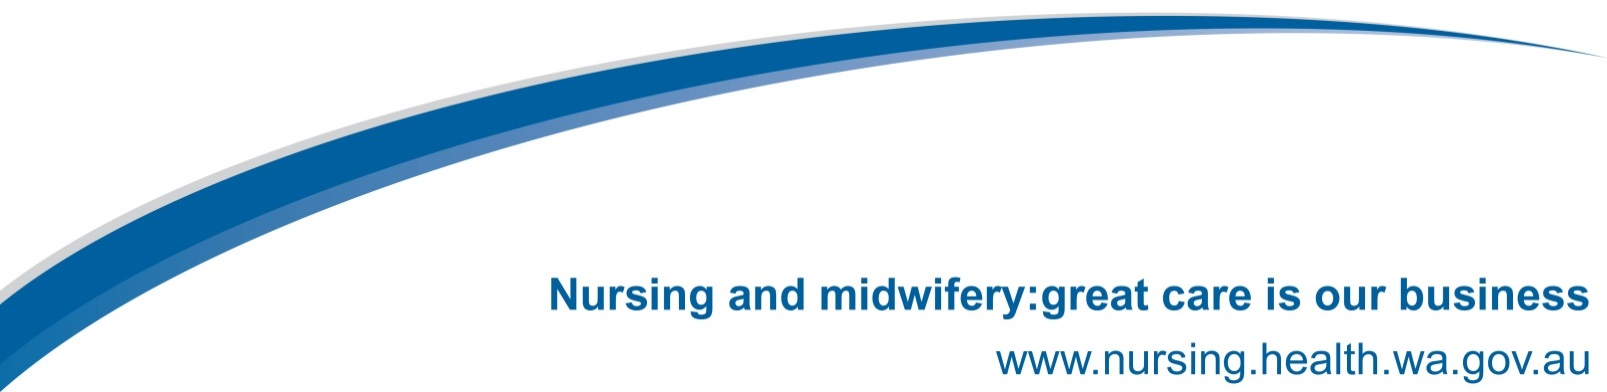 Nursing and midwifery:great care is our business
www.nursing.health.wa.gov.au